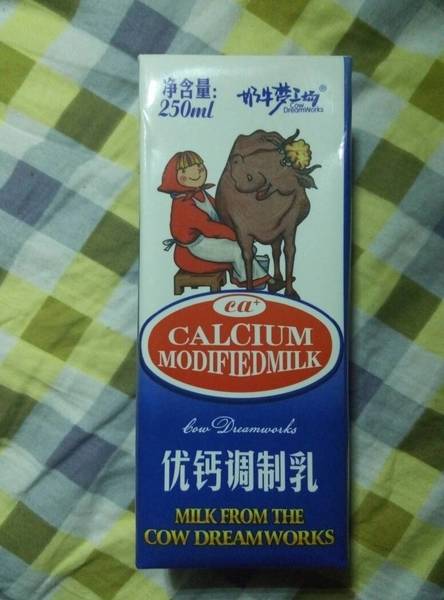 净含量:
250ml
奶牛梦工场®
Cow
DreamWorks
ca+
CALCIUM
MODIFIEDMILK
Cow Dreamworks
优钙调制乳
MILK FROM THE
COW DREAMWORKS